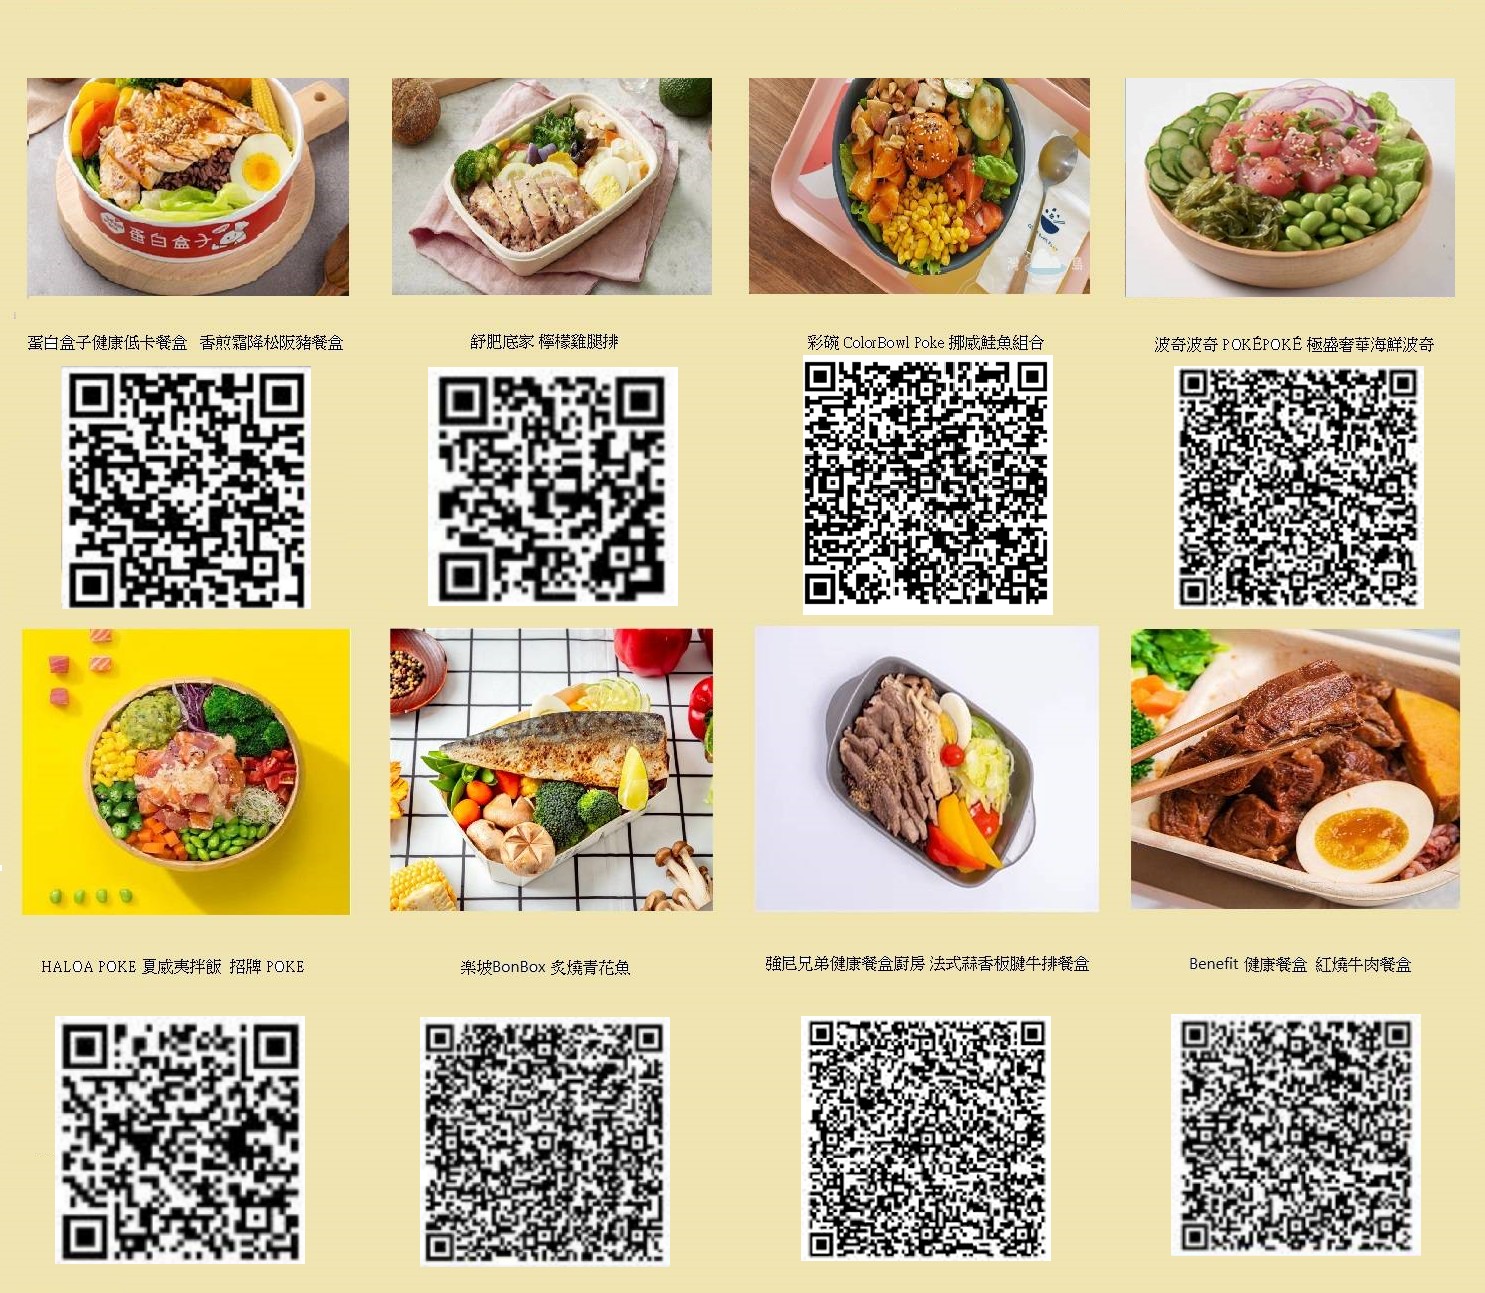 蛋白盒子
灣 島
蛋白盒子健康低卡餐盒 香煎霜降松阪豬餐盒
舒肥底家 檸檬雞腿排
彩碗 ColorBowl Poke 挪威鮭魚組合
波奇波奇 POKÉPOKÉ 極盛奢華海鮮波奇
HALOA POKE 夏威夷拌飯 招牌 POKE
楽坡BonBox 炙燒青花魚
強尼兄弟健康餐盒廚房 法式蒜香板腱牛排餐盒
Benefit 健康餐盒 紅燒牛肉餐盒